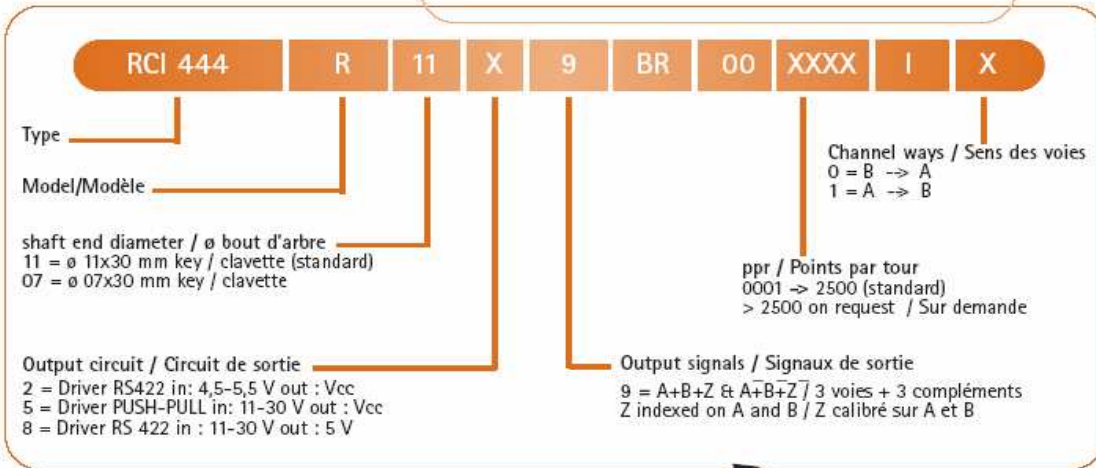 RCI 444 R 11 X 9 BR 00 XXXX I X
Type
Model/Modèle
shaft end diameter / ø bout d'arbre
11 = ø 11x30 mm key / clavette (standard)
07 = ø 07x30 mm key / clavette
Output circuit / Circuit de sortie
2 = Driver RS422 in: 4,5-5,5 V out : Vcc
5 = Driver PUSH-PULL in: 11-30 V out : Vcc
8 = Driver RS 422 in : 11-30 V out : 5 V
Channel ways / Sens des voies
0 = B --> A
1 = A --> B
ppr / Points par tour
0001 -> 2500 (standard)
> 2500 on request / Sur demande
Output signals / Signaux de sortie
9 = A+B+Z & A̅+B̅+Z̅ / 3 voies + 3 compléments
Z indexed on A and B / Z calibré sur A et B